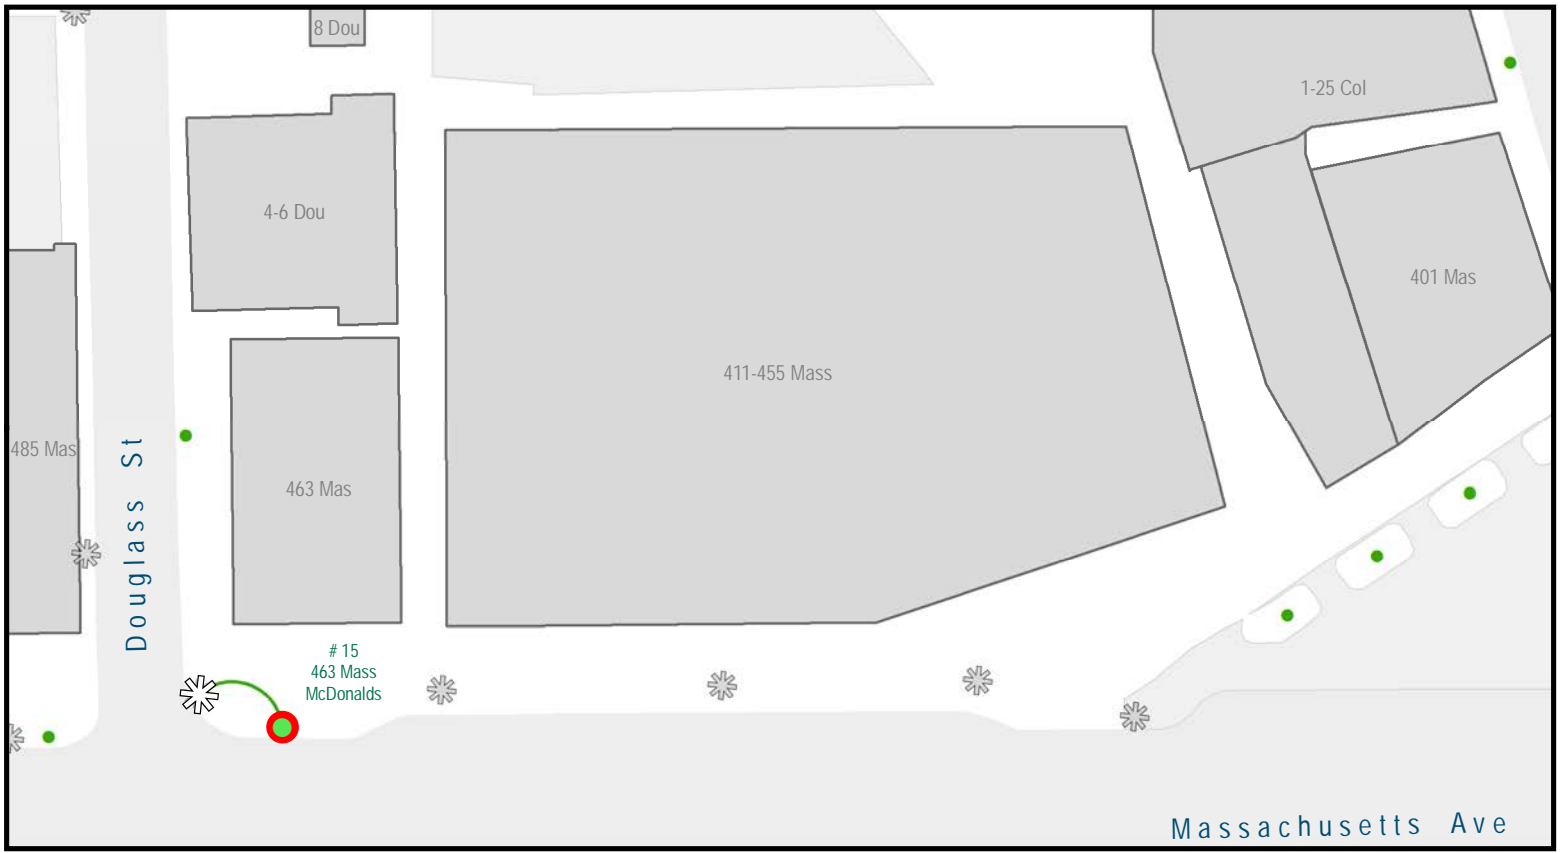 8 Dou
1-25 Col
4-6 Dou
401 Mas
411-455 Mass
485 Mas
463 Mas
Douglass St
# 15
463 Mass
McDonalds
Massachusetts Ave